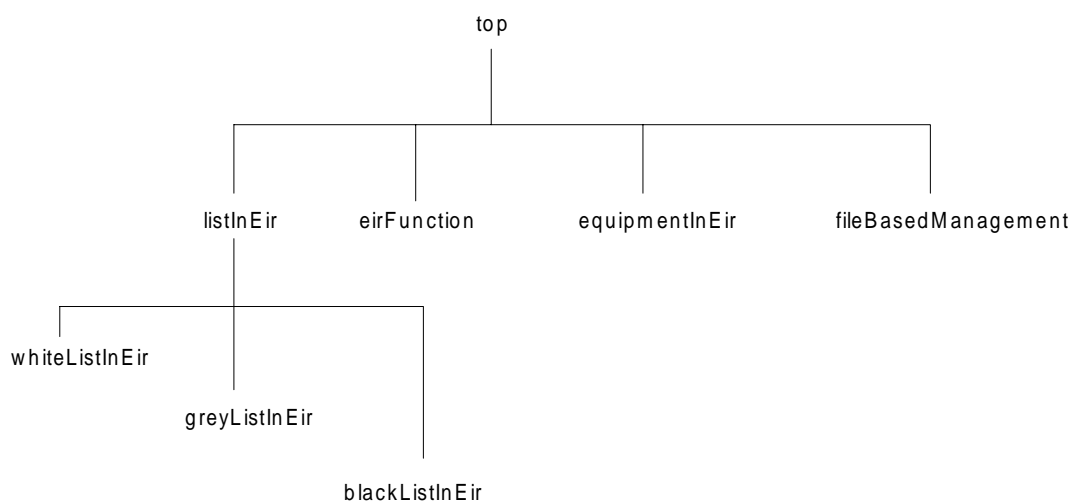 top
listInEir eirFunction equipmentInEir fileBasedManagement
whiteListInEir
greyListInEir
blackListInEir